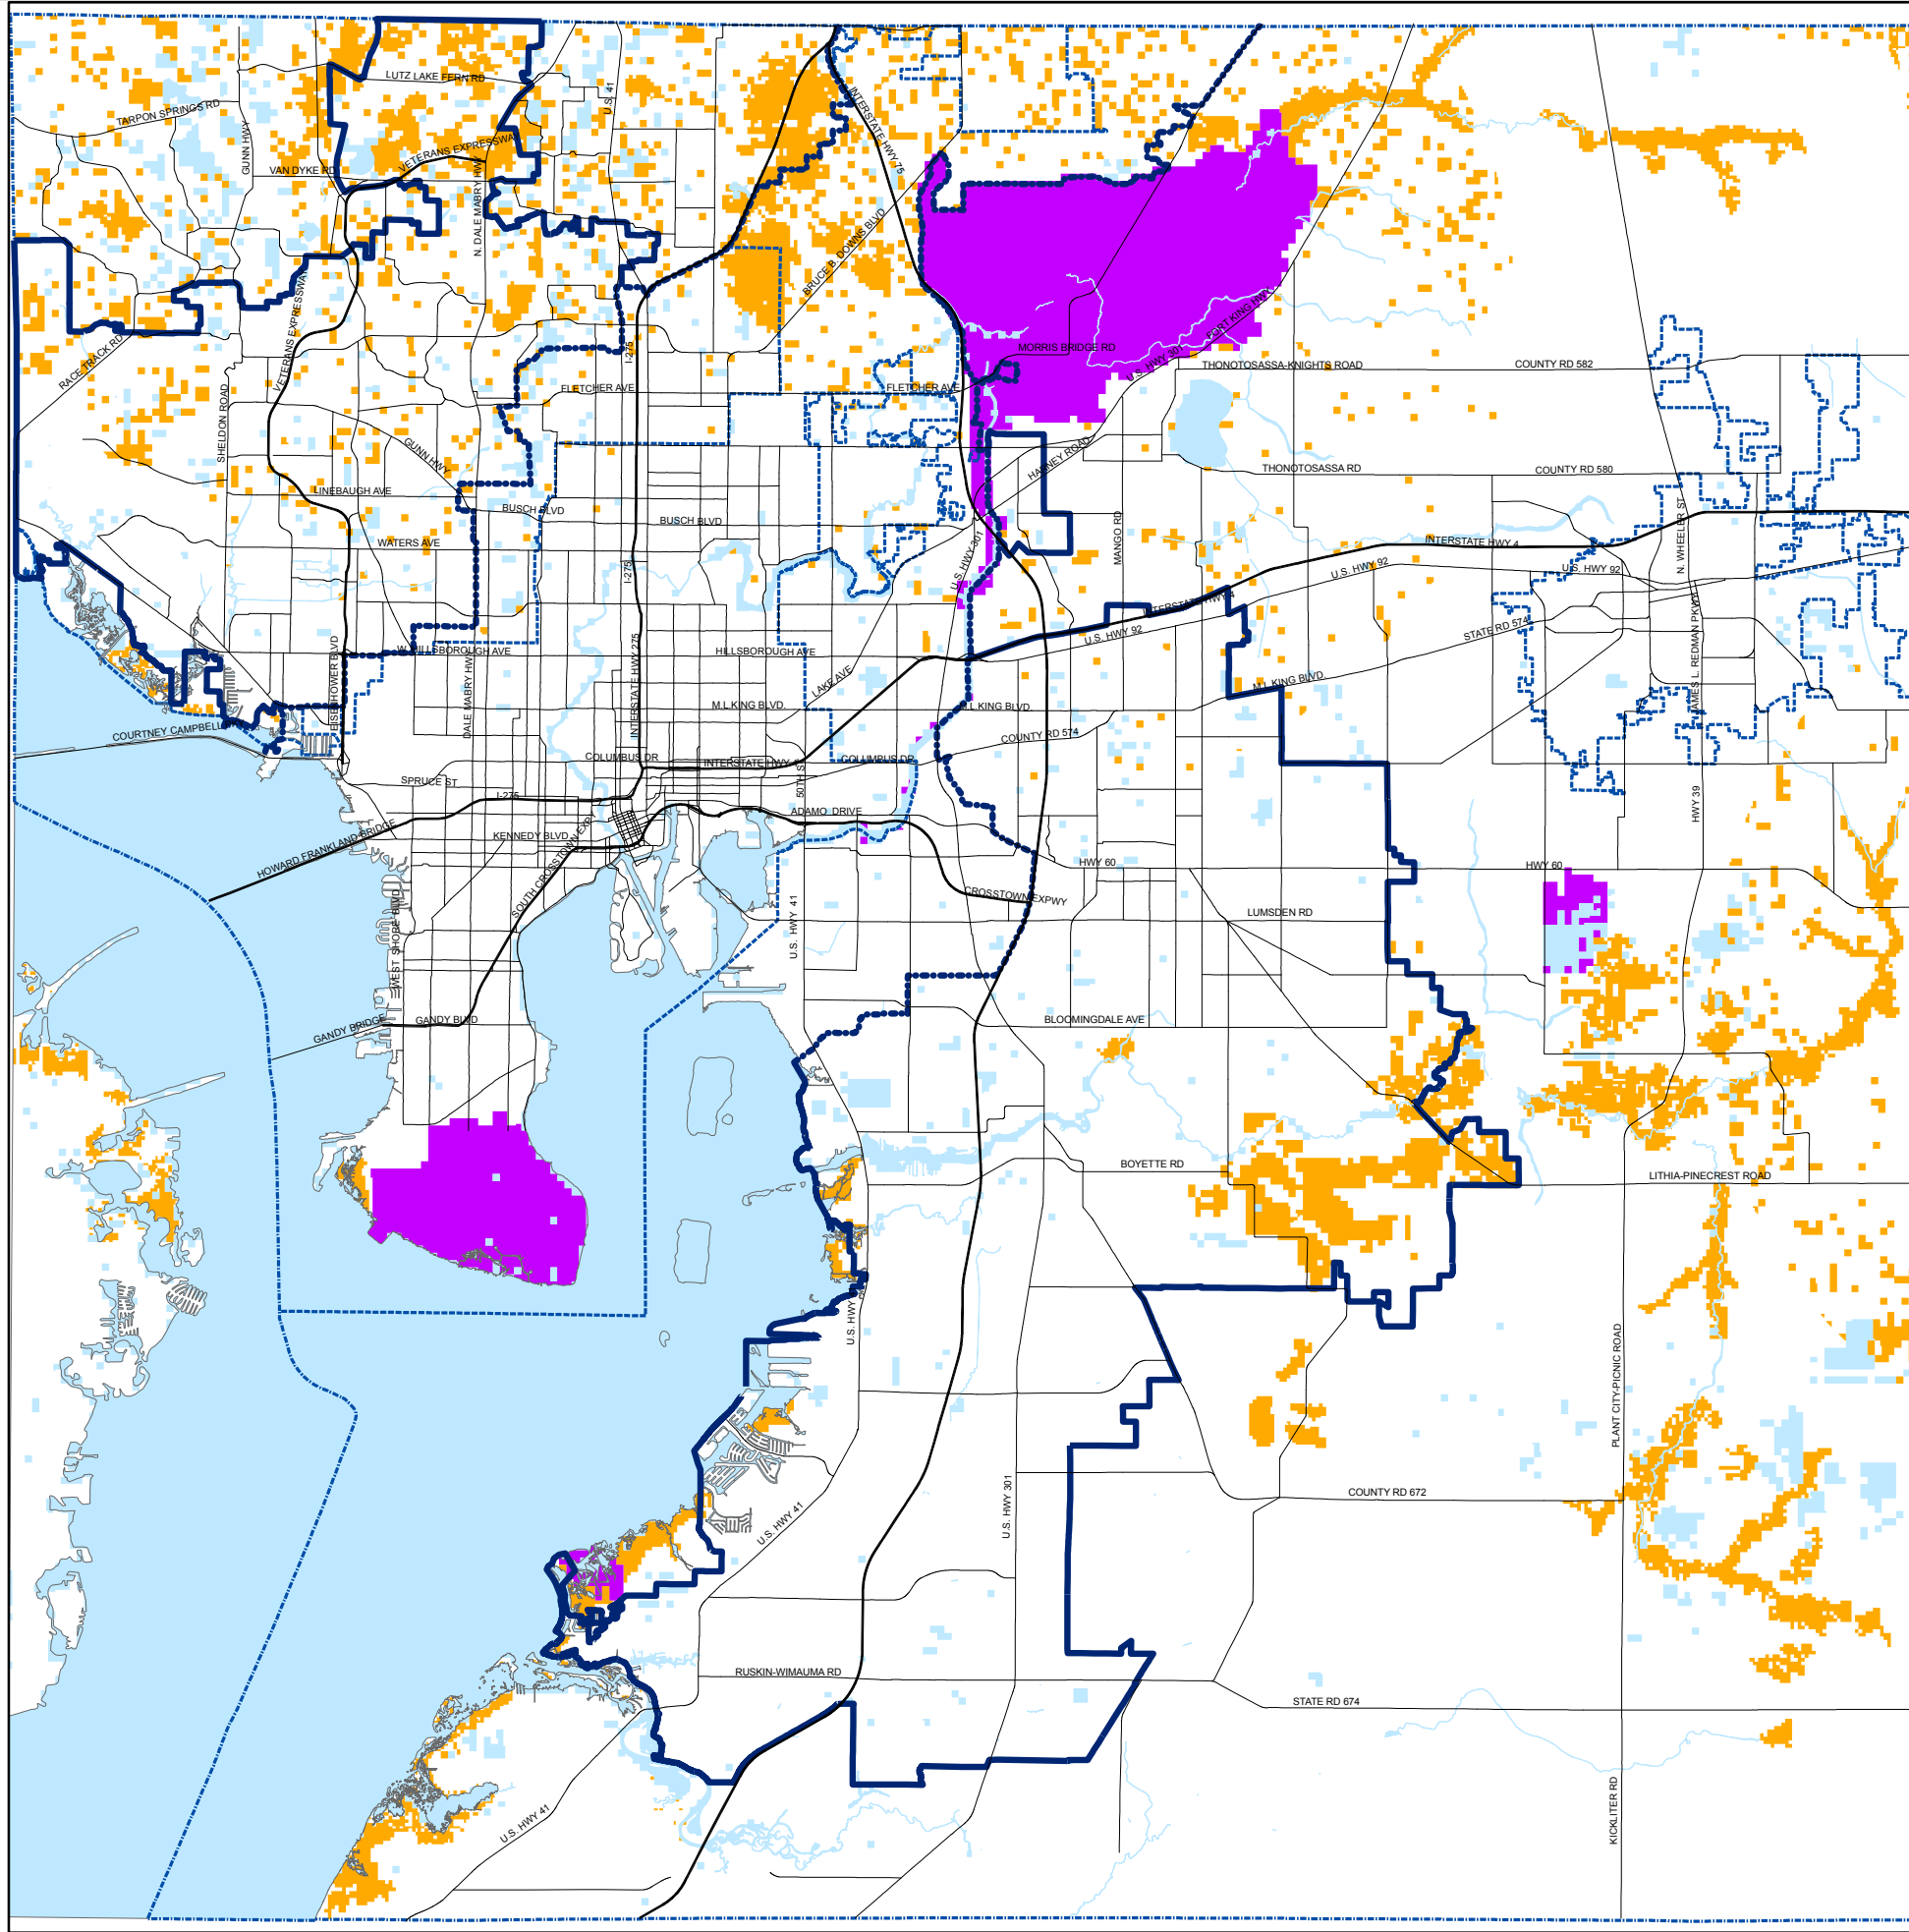 LUTZ LAKE FERN RD
U.S. 41
TARPON SPRINGS RD
GUNN HWY
INTERSTATE HWY 75
VETERANS EXPRESSWA
VAN DYKE RD
N. DALE MABRY HWY
BRUCE B. DOWNS BLVD
VETERANS EXPRESSWAY
FORT KING HWY
RACE TRACK RD
I-275
MORRIS BRIDGE RD
U.S. HWY 301
THONOTOSASSA-KNIGHTS ROAD
COUNTY RD 582
FLETCHER AVE
FLETCHER AVE
SHELDON ROAD
GUNN HWY
HARNEY ROAD
THONOTOSASSA RD
COUNTY RD 580
LINEBAUGH AVE
BUSCH BLVD
BUSCH BLVD
MANGO RD
N. WHEELER ST
WATERS AVE
INTERSTATE HWY 4
U.S. HWY 301
I-275
U.S. HWY 92
U.S. HWY 92
INTERSTATE HWY 4
U.S. HWY 92
STATE RD 574
JAMES L. REDMAN PKWY
W. HILLSBOROUGH AVE
HILLSBOROUGH AVE
EISENHOWER BLVD
DALE MABRY HWY
INTERSTATE HWY 275
LAKE AVE
M.L. KING BLVD.
M.L.KING BLVD.
M.L.KING BLVD.
COURTNEY CAMPBELL
COUNTY RD 574
COLUMBUS DR
INTERSTATE HWY 4
COLUMBUS DR
SPRUCE ST
50TH ST
I-275
ADAMO DRIVE
HWY 39
KENNEDY BLVD
HOWARD FRANKLAND BRIDGE
SOUTH CROSSTOWN EXPY
HWY 60
HWY 60
CROSSTOWN EXPWY
WEST SHORE BLVD
U.S. HWY 41
LUMSDEN RD
GANDY BRIDGE
GANDY BLVD
BLOOMINGDALE AVE
BOYETTE RD
LITHIA-PINECREST ROAD
U.S. HWY
PLANT CITY-PICNIC ROAD
COUNTY RD 672
U.S. HWY 41
U.S. HWY 301
RUSKIN-WIMAUMA RD
STATE RD 674
U.S. HWY 41
KICKLITER RD